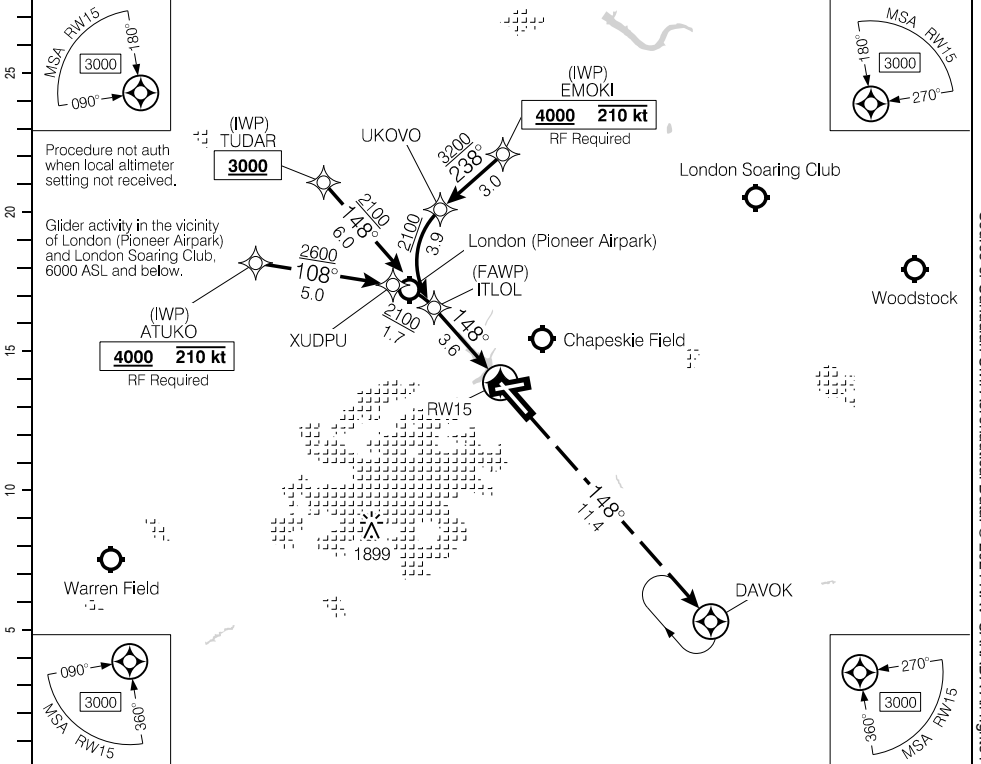 MSA RW15
180°
3000
090°
Procedure not auth
when local altimeter
setting not received.
Glider activity in the vicinity
of London (Pioneer Airpark)
and London Soaring Club,
6000 ASL and below.
(IWP)
TUDAR
3000
UKOVO
(IWP)
EMOKI
4000 210 kt
RF Required
3200
238°
3.0
2100
148°
6.0
2100
3.9
2600
108°
5.0
(IWP)
ATUKO
4000 210 kt
RF Required
XUDPU
2100
1.7
London (Pioneer Airpark)
(FAWP)
ITLOL
148°
3.6
RW15
Chapeskie Field
London Soaring Club
Woodstock
MSA RW15
180°
3000
270°
1899
Warren Field
148°
11.4
DAVOK
090°
3000
360°
MSA RW15
270°
3000
360°
MSA RW15
25
20
15
10
5